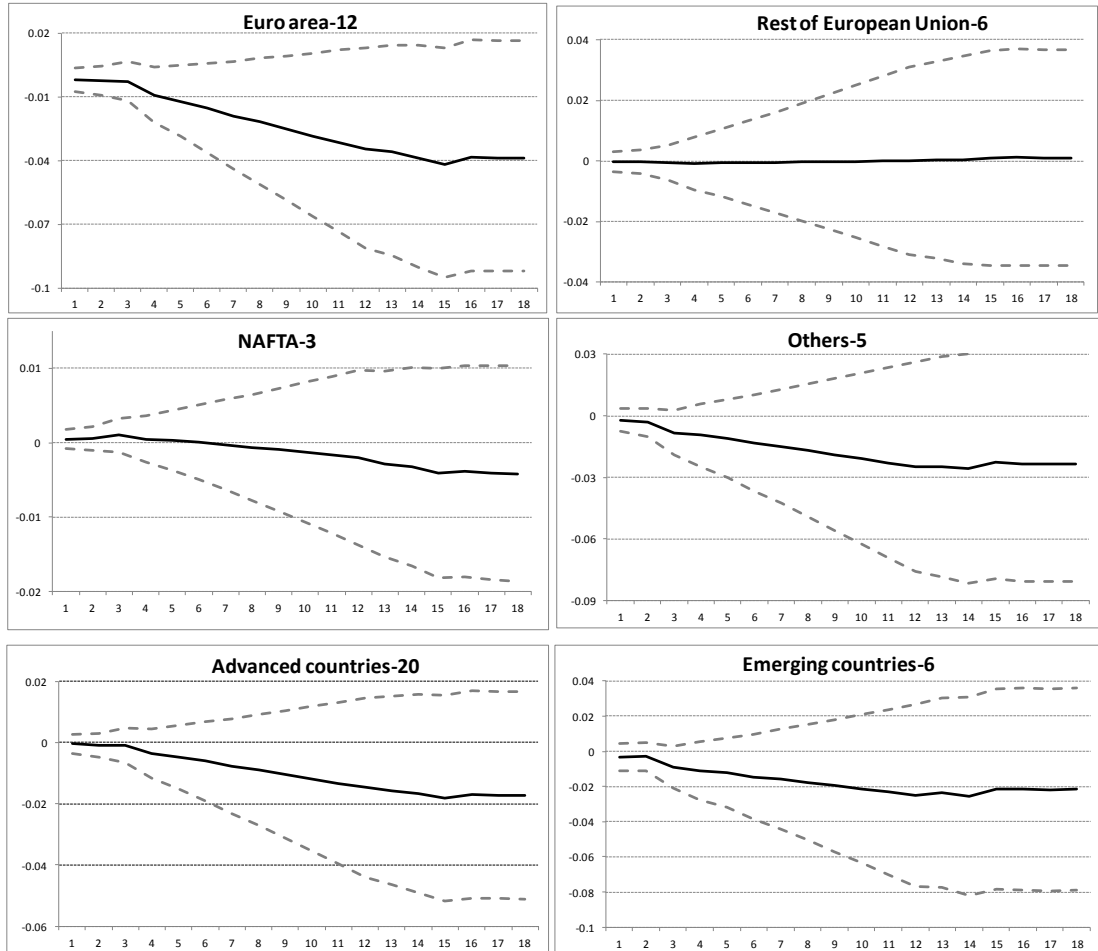 Euro area-12
0.02
-0.01
-0.04
-0.07
-0.1
1 2 3 4 5 6 7 8 9 10 11 12 13 14 15 16 17 18
Rest of European Union-6
0.04
0.02
0
-0.02
-0.04
1 2 3 4 5 6 7 8 9 10 11 12 13 14 15 16 17 18
NAFTA-3
0.01
0
-0.01
-0.02
1 2 3 4 5 6 7 8 9 10 11 12 13 14 15 16 17 18
Others-5
0.03
0
-0.03
-0.06
-0.09
1 2 3 4 5 6 7 8 9 10 11 12 13 14 15 16 17 18
Advanced countries-20
0.02
0
-0.02
-0.04
-0.06
1 2 3 4 5 6 7 8 9 10 11 12 13 14 15 16 17 18
Emerging countries-6
0.04
0.02
0
-0.02
-0.04
-0.06
-0.08
-0.1
1 2 3 4 5 6 7 8 9 10 11 12 13 14 15 16 17 18